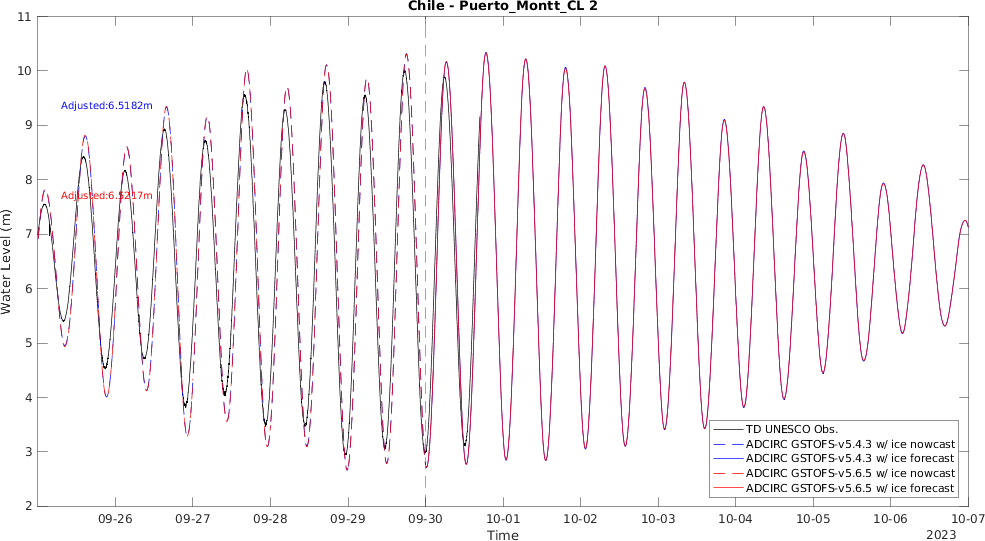 Chile - Puerto_Montt_CL 2
11
10
9
8
7
6
5
4
3
2
Water Level (m)
Adjusted:6.5182m
Adjusted:6.5217m
TD UNESCO Obs.
ADCIRC GSTOFS-v5.4.3 w/ ice nowcast
ADCIRC GSTOFS-v5.4.3 w/ ice forecast
ADCIRC GSTOFS-v5.6.5 w/ ice nowcast
ADCIRC GSTOFS-v5.6.5 w/ ice forecast
09-26 09-27 09-28 09-29 09-30 10-01 10-02 10-03 10-04 10-05 10-06 10-07
Time
2023